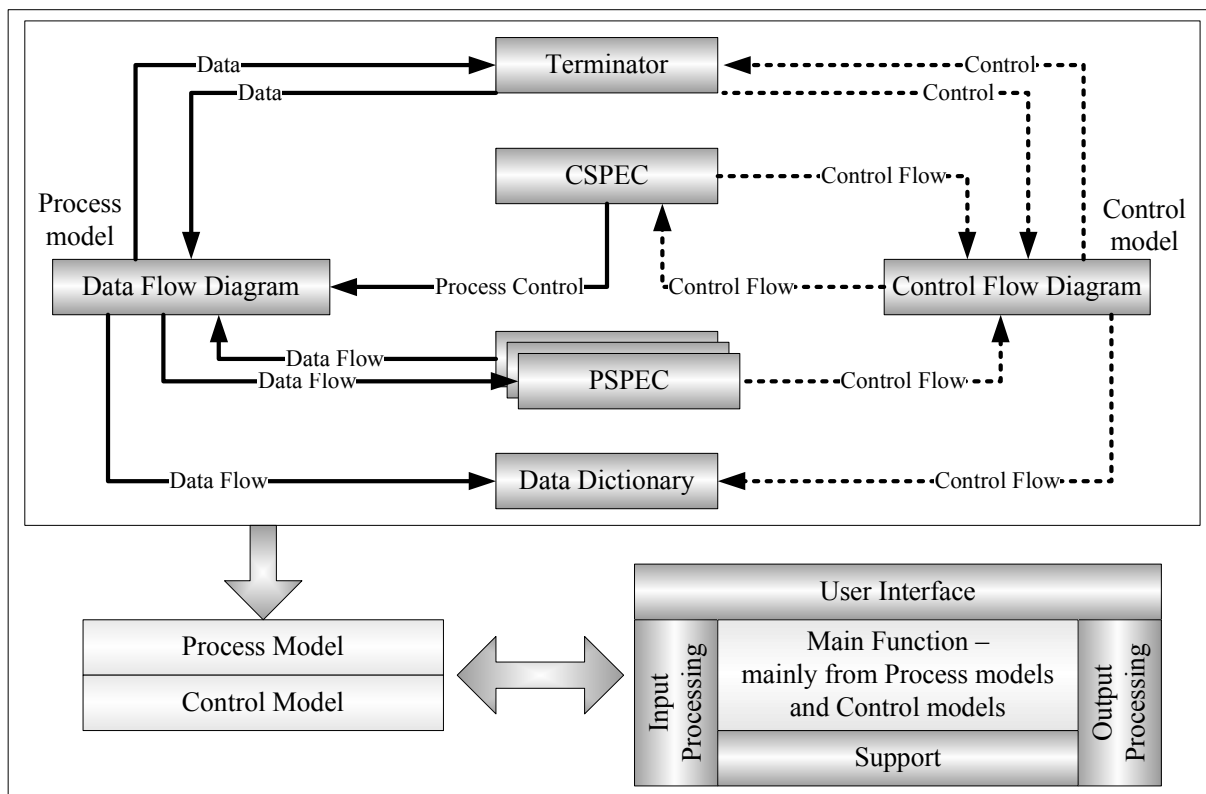 Data
Terminator
Control
Data
Control
CSPEC
Control Flow
Process
model
Control
model
Data Flow Diagram
Process Control
Control Flow
Control Flow Diagram
Data Flow
Data Flow
PSPEC
Control Flow
Data Flow
Data Dictionary
Control Flow
User Interface
Process Model
Control Model
Input
Processing
Main Function –
mainly from Process models
and Control models
Output
Processing
Support